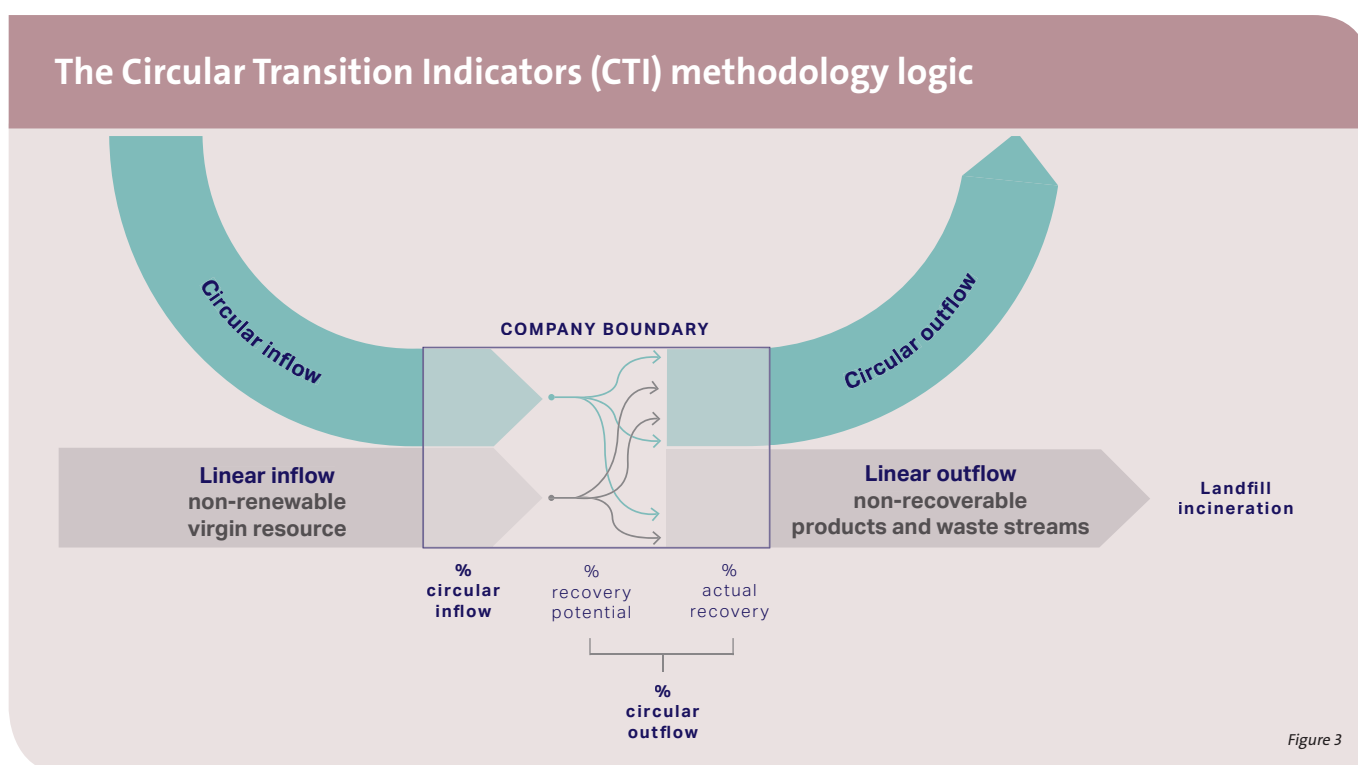 The Circular Transition Indicators (CTI) methodology logic
Circular inflow
COMPANY BOUNDARY
Circular outflow
Linear inflow
non-renewable
virgin resource
Linear outflow
non-recoverable
products and waste streams
Landfill
incineration
%
circular
inflow
%
recovery
potential
%
actual
recovery
%
circular
outflow
Figure 3